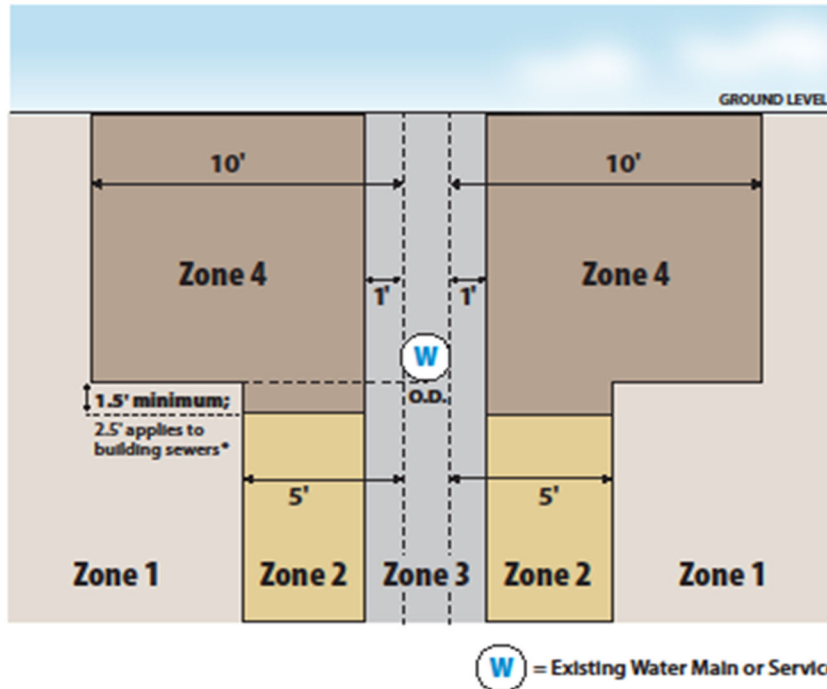 GROUND LEVEL
10'
10'
Zone 4
Zone 4
1'
1'
W
O.D.
1.5' minimum;
2.5' applies to
building sewers*
5'
5'
Zone 1
Zone 2
Zone 3
Zone 2
Zone 1
W = Existing Water Main or Servic